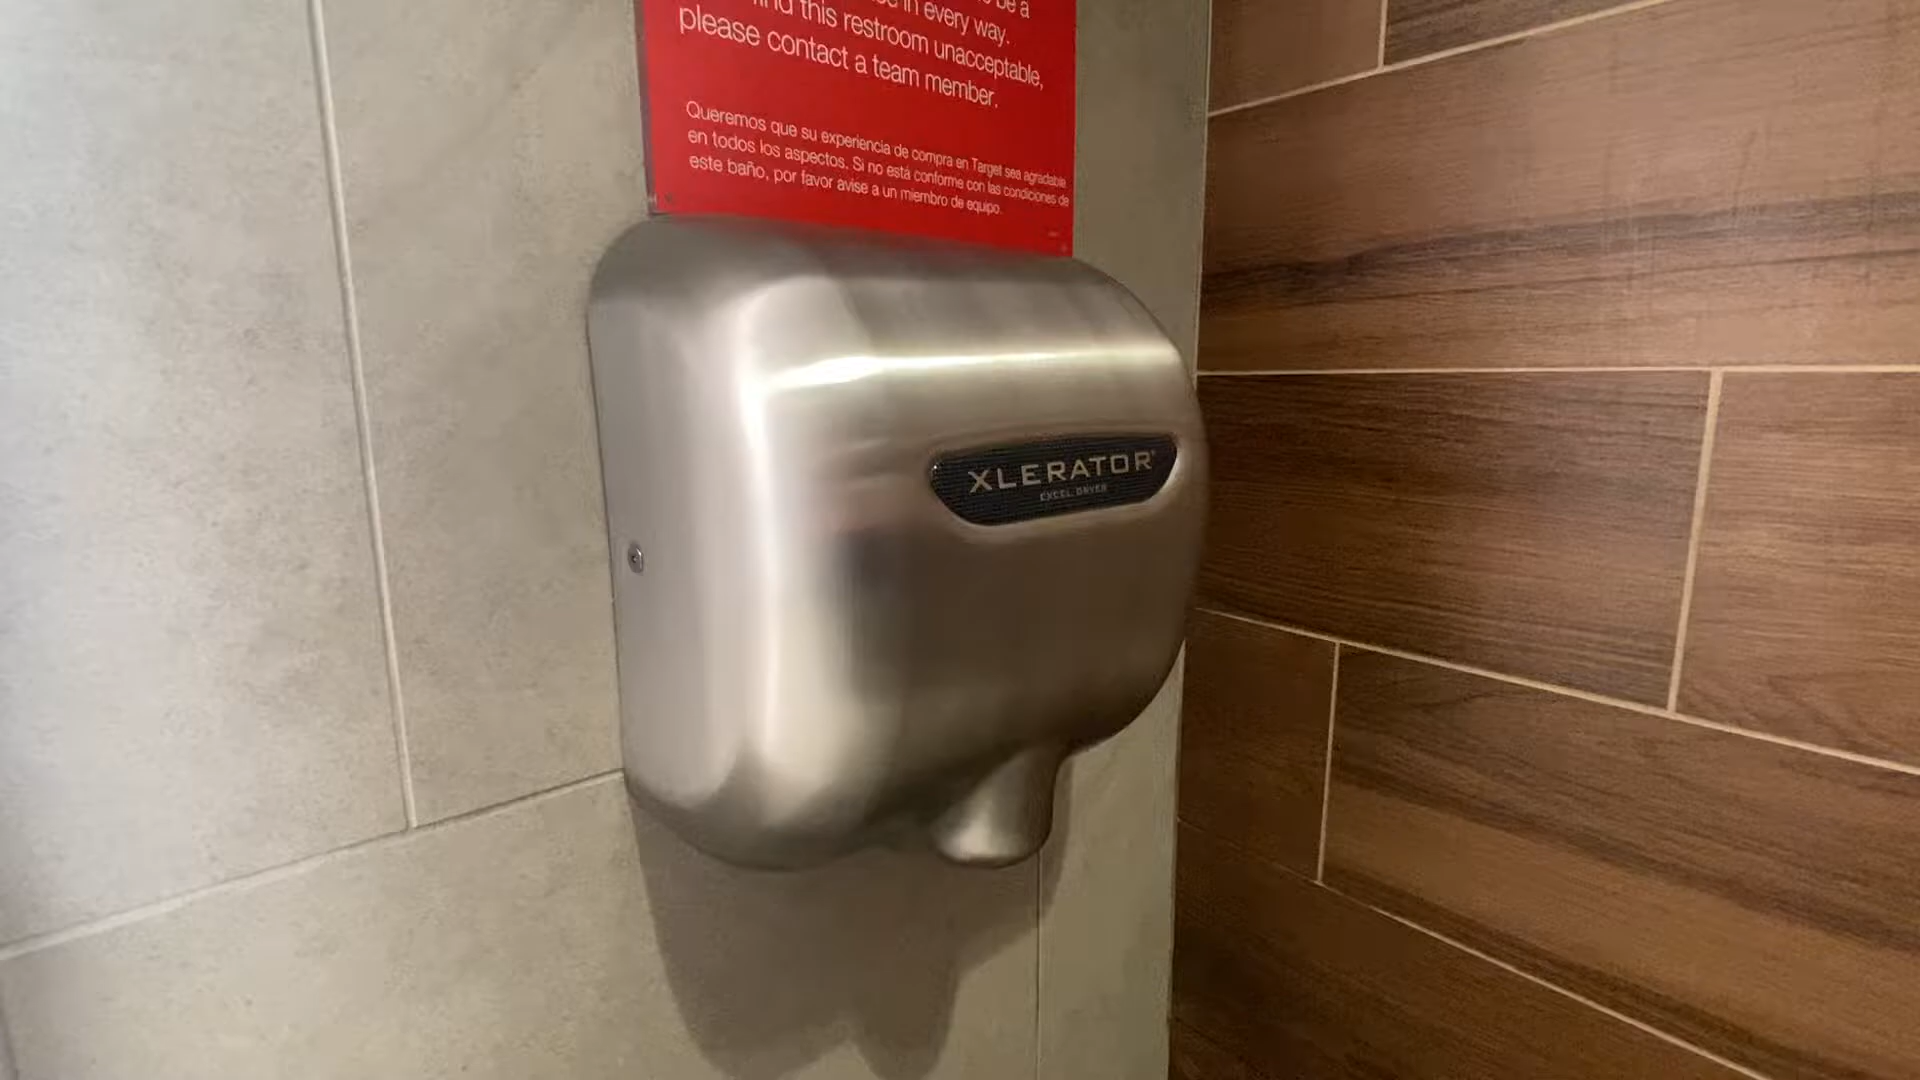 be a
in every way.
find this restroom unacceptable,
please contact a team member.
Queremos que su experiencia de compra en Target sea agradable
en todos los aspectos. Si no está conforme con las condiciones de
este baño, por favor avise a un miembro de equipo.
XLERATOR®
EXCEL DRYER